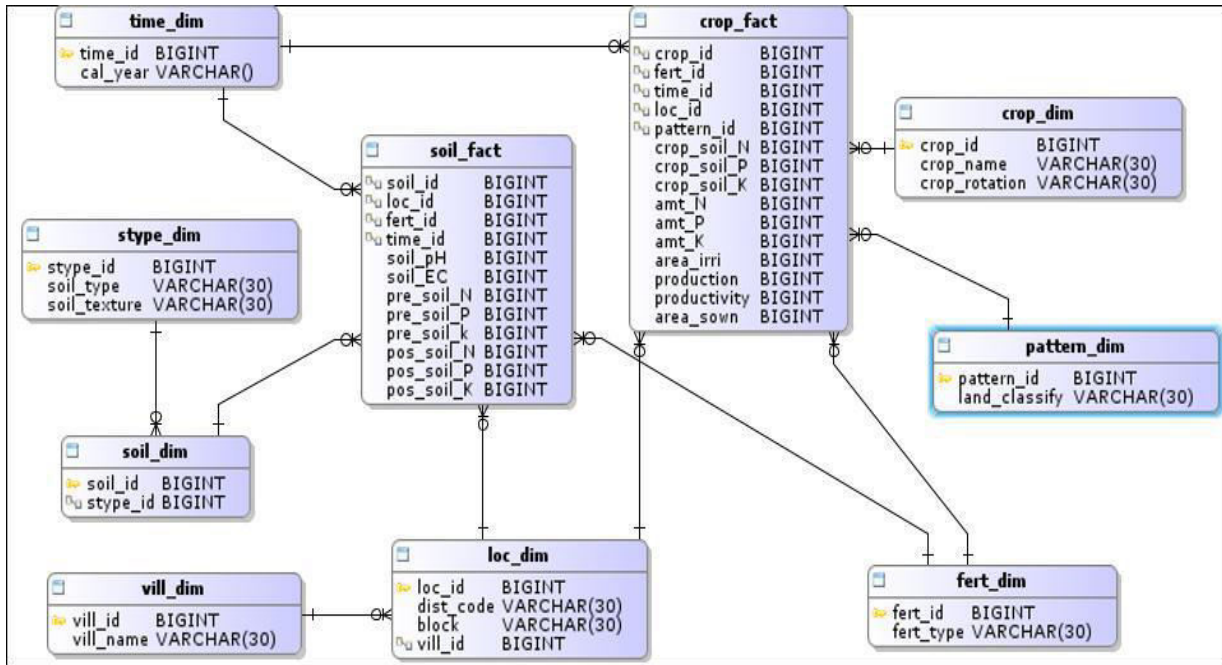 time_dim
time_id BIGINT
cal_year VARCHAR()
crop_fact
crop_id BIGINT
fert_id BIGINT
time_id BIGINT
loc_id BIGINT
pattern_id BIGINT
crop_soil_N BIGINT
crop_soil_P BIGINT
crop_soil_K BIGINT
amt_N BIGINT
amt_P BIGINT
amt_K BIGINT
area_irri BIGINT
production BIGINT
productivity BIGINT
area_sown BIGINT
crop_dim
crop_id BIGINT
crop_name VARCHAR(30)
crop_rotation VARCHAR(30)
soil_fact
soil_id BIGINT
loc_id BIGINT
fert_id BIGINT
time_id BIGINT
soil_pH BIGINT
soil_EC BIGINT
pre_soil_N BIGINT
pre_soil_P BIGINT
pre_soil_k BIGINT
pos_soil_N BIGINT
pos_soil_P BIGINT
pos_soil_K BIGINT
stype_dim
stype_id BIGINT
soil_type VARCHAR(30)
soil_texture VARCHAR(30)
pattern_dim
pattern_id BIGINT
land_classify VARCHAR(30)
soil_dim
soil_id BIGINT
stype_id BIGINT
loc_dim
loc_id BIGINT
dist_code VARCHAR(30)
block VARCHAR(30)
vill_id BIGINT
vill_dim
vill_id BIGINT
vill_name VARCHAR(30)
fert_dim
fert_id BIGINT
fert_type VARCHAR(30)